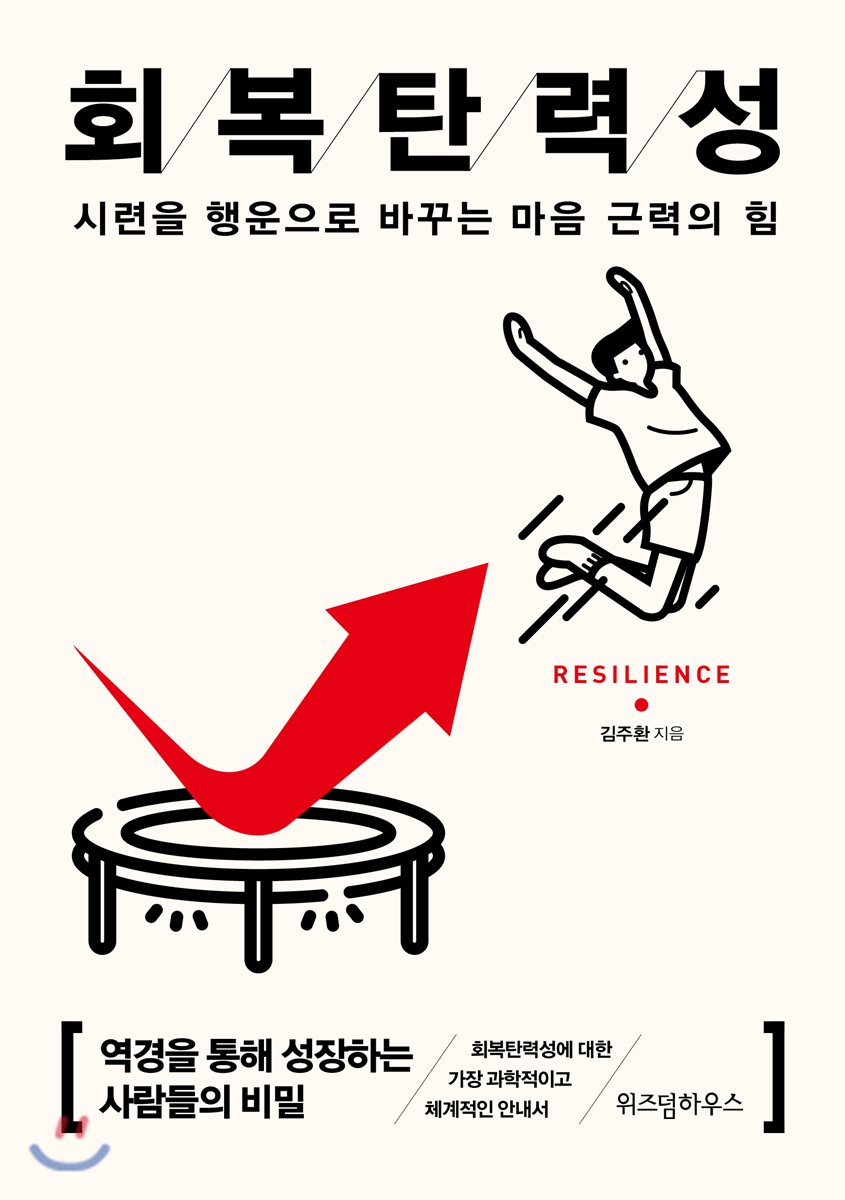 회복탄력성
시련을 행운으로 바꾸는 마음 근력의 힘
RESILIENCE
김주환 지음
역경을 통해 성장하는
사람들의 비밀
회복탄력성에 대한
가장 과학적이고
체계적인 안내서
위즈덤하우스